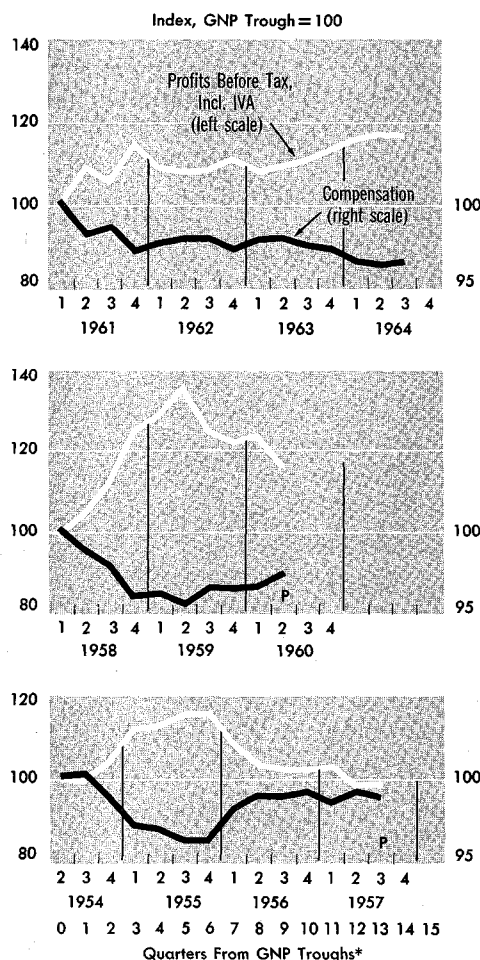 Index, GNP Trough = 100
140
Profits Before Tax,
Incl. IVA
(left scale)
120
Compensation
(right scale)
100 100
80 95
1 2 3 4 1 2 3 4 1 2 3 4 1 2 3 4
1961 1962 1963 1964
140
120
100 100
P
80 95
1 2 3 4 1 2 3 4 1 2 3 4
1958 1959 1960
120
100 100
P
80 95
2 3 4 1 2 3 4 1 2 3 4 1 2 3 4
1954 1955 1956 1957
0 1 2 3 4 5 6 7 8 9 10 11 12 13 14 15
Quarters From GNP Troughs*